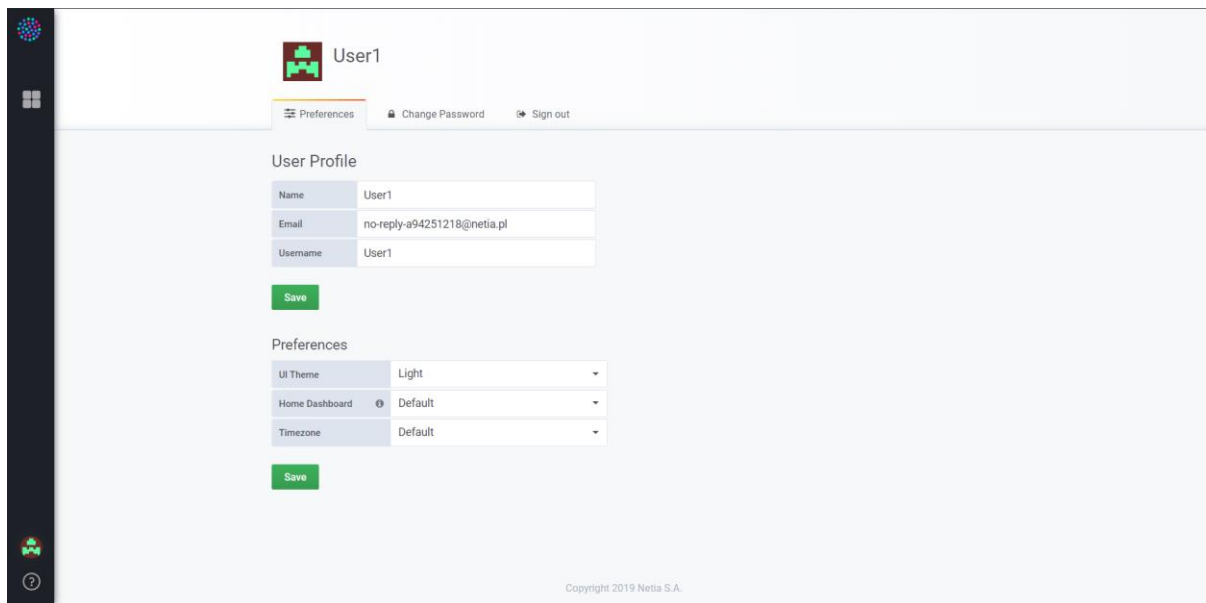 User1
Preferences Change Password Sign out
User Profile
Name User1
Email no-reply-a94251218@netia.pl
Username User1
Save
Preferences
UI Theme Light
Home Dashboard Default
Timezone Default
Save
Copyright 2019 Netia S.A.